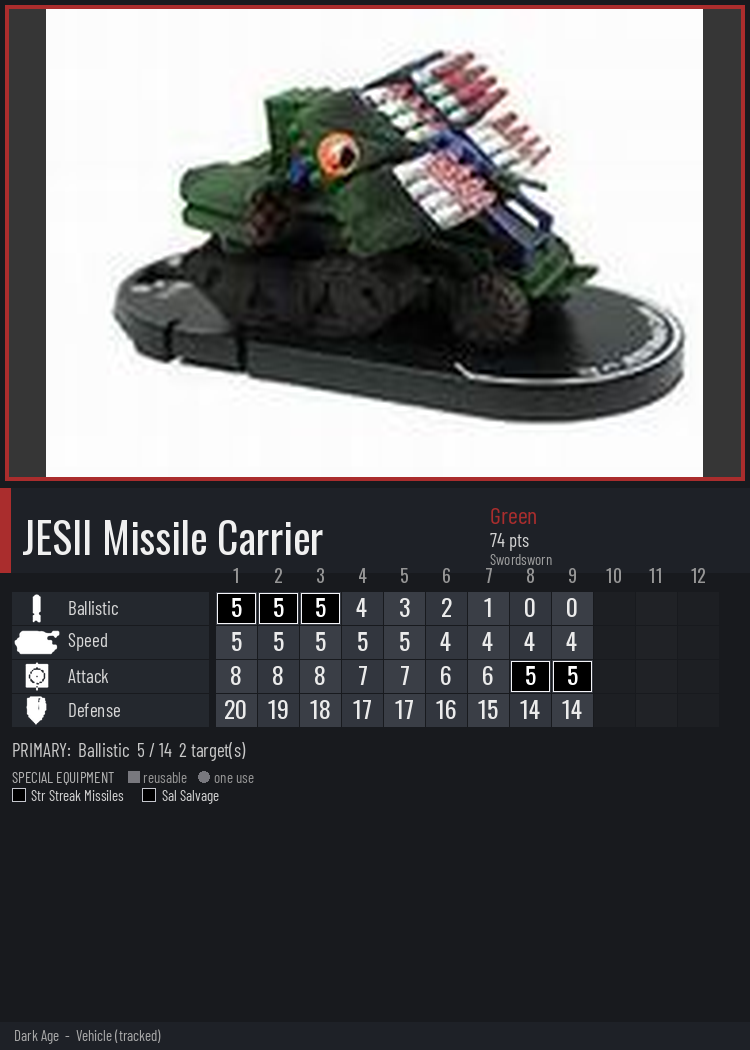 JESII Missile Carrier
Green
74 pts
Swordsworn
1 2 3 4 5 6 7 8 9 10 11 12
Ballistic 5 5 5 4 3 2 1 0 0
Speed 5 5 5 5 5 4 4 4 4
Attack 8 8 8 7 7 6 6 5 5
Defense 20 19 18 17 17 16 15 14 14
PRIMARY: Ballistic 5 / 14 2 target(s)
SPECIAL EQUIPMENT reusable one use
Str Streak Missiles Sal Salvage
Dark Age - Vehicle (tracked)